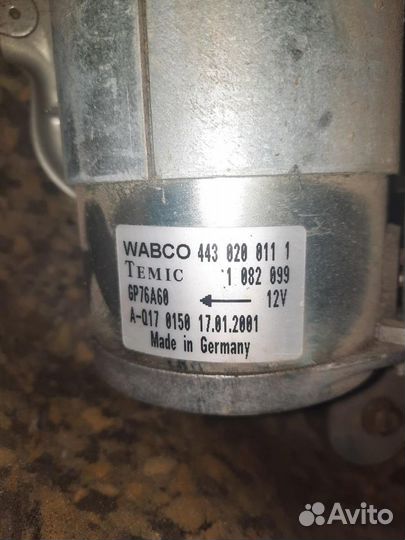 WABCO 443 020 011 1
TEMIC 1 082 099
GP76A60 12V
A-Q17 0150 17.01.2001
Made in Germany
Avito